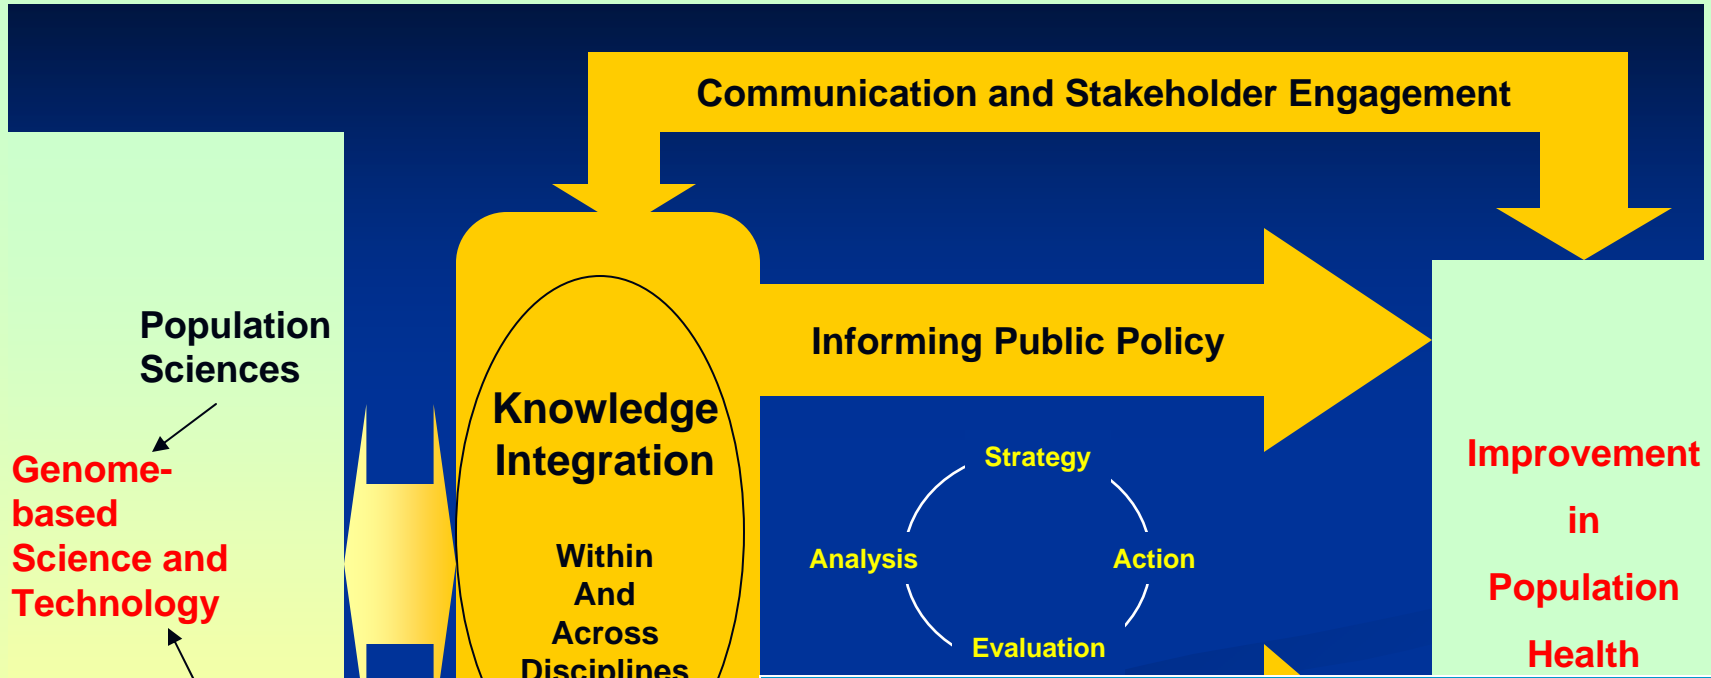 Communication and Stakeholder Engagement
Population
Sciences
Genome-
based
Science and
Technology
Knowledge
Integration
Within
And
Across
Disciplines
Informing Public Policy
Strategy
Analysis
Action
Evaluation
Improvement
in
Population
Health